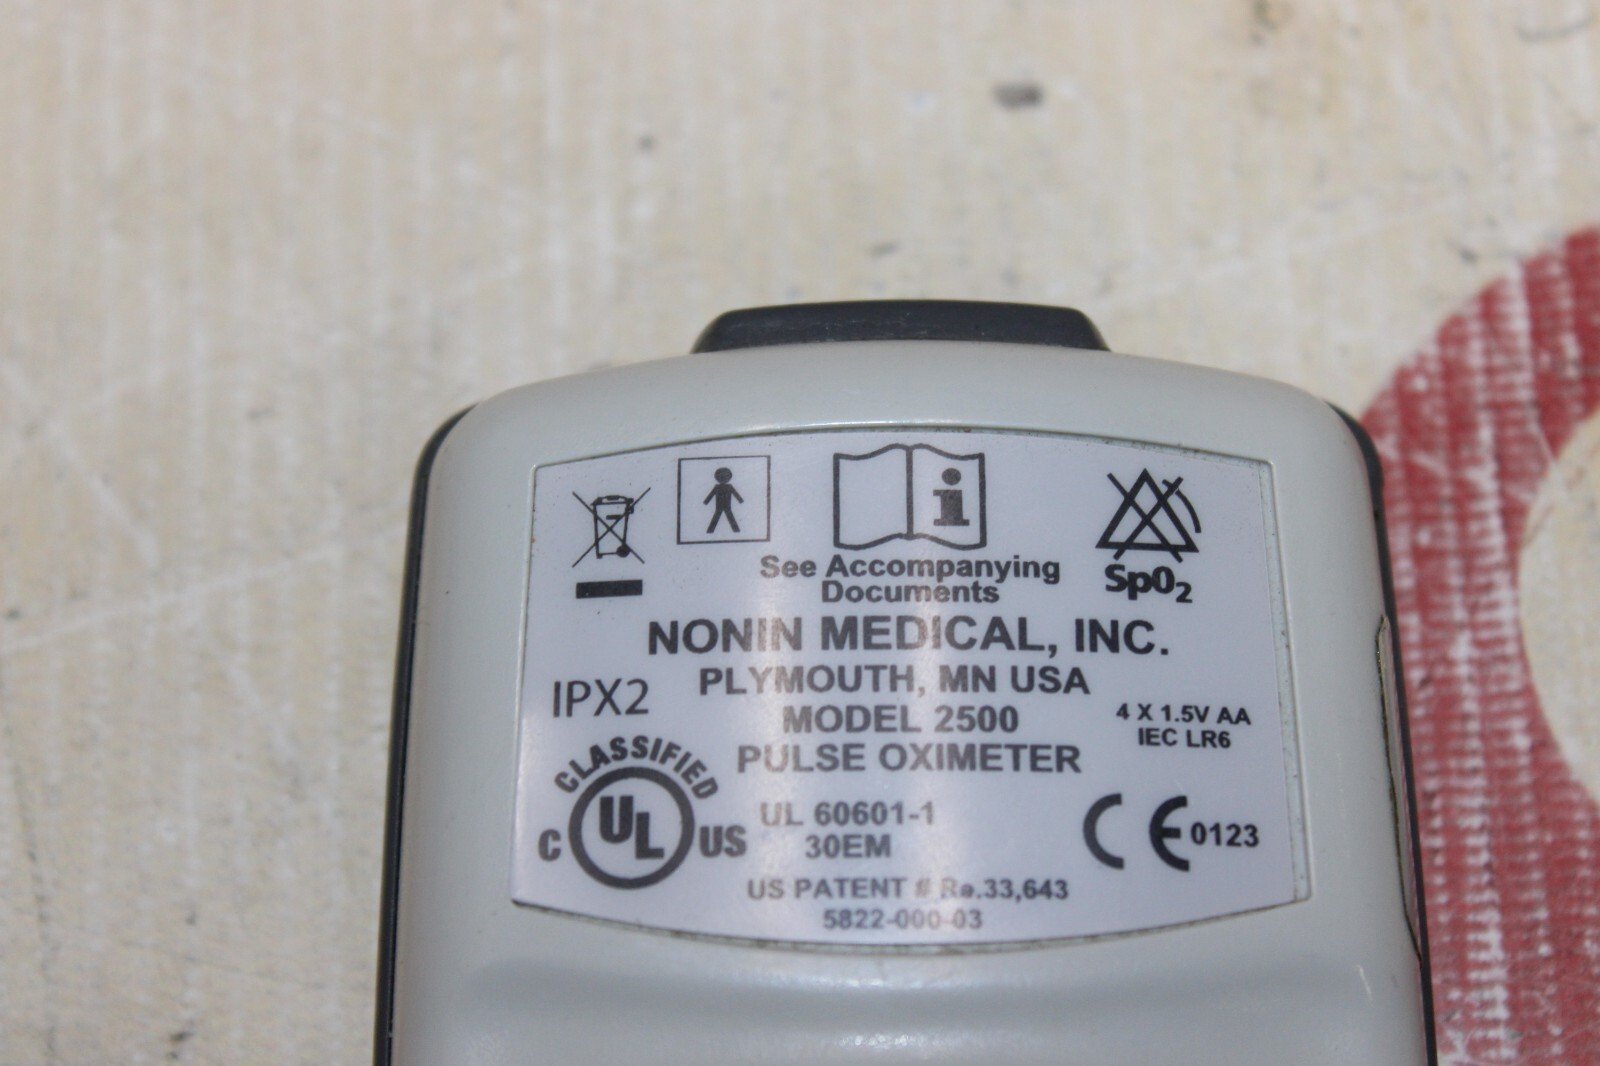 See Accompanying
Documents
SpO2
NONIN MEDICAL, INC.
PLYMOUTH, MN USA
IPX2
MODEL 2500
4 X 1.5V AA
IEC LR6
PULSE OXIMETER
CLASSIFIED
C UL US
UL 60601-1
30EM
CE 0123
US PATENT # Re.33,643
5822-000-03